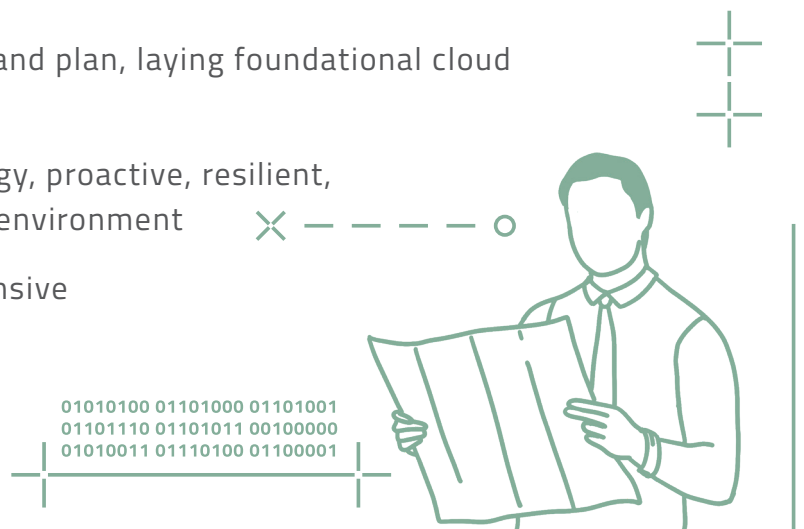 and plan, laying foundational cloud
gy, proactive, resilient,
environment
nsive
01010100 01101000 01101001
01101110 01101011 00100000
01010011 01110100 01100001